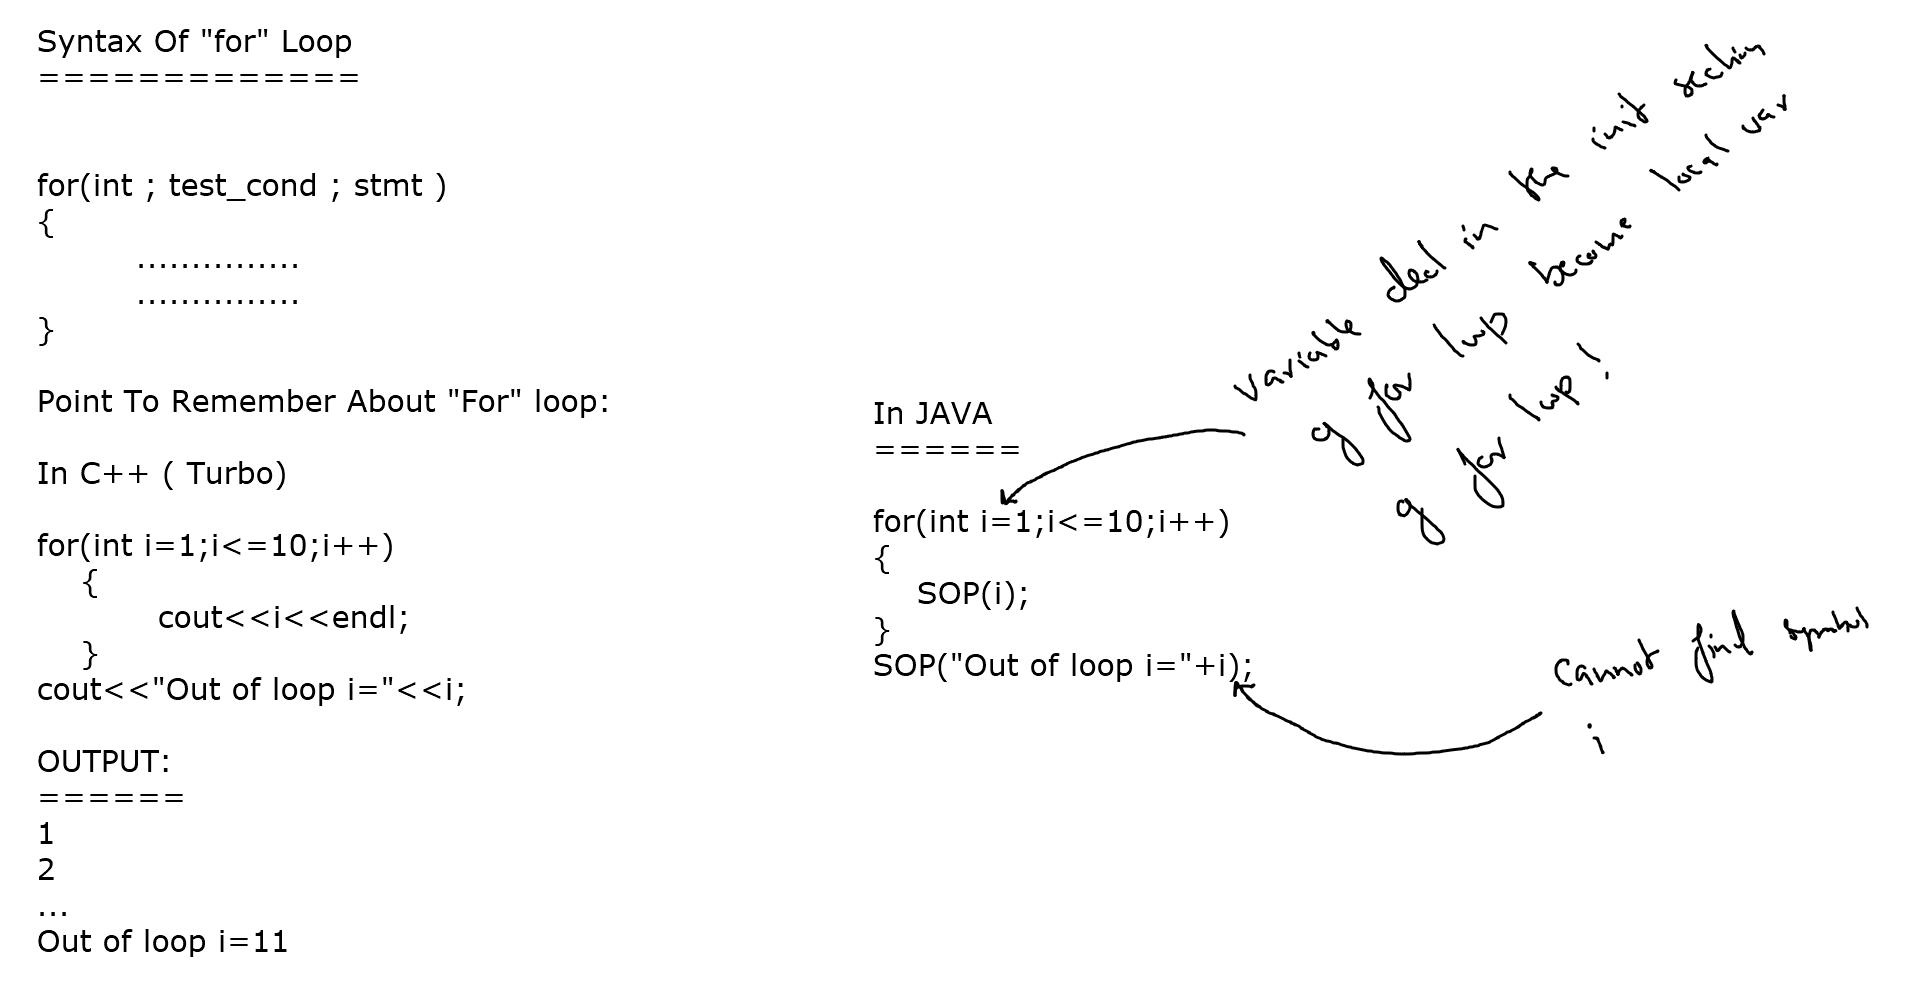 Syntax Of "for" Loop
=============
for(int ; test_cond ; stmt )
{
...............
...............
}
Point To Remember About "For" loop:
In C++ ( Turbo)
for(int i=1;i<=10;i++)
{
cout<<i<<endl;
}
cout<<"Out of loop i="<<i;
OUTPUT:
======
1
2
...
Out of loop i=11
In JAVA
======
for(int i=1;i<=10;i++)
{
SOP(i);
}
SOP("Out of loop i="+i);
Variable decl in the init section
of for loop become local var
of for loop!
Cannot find symbol
i